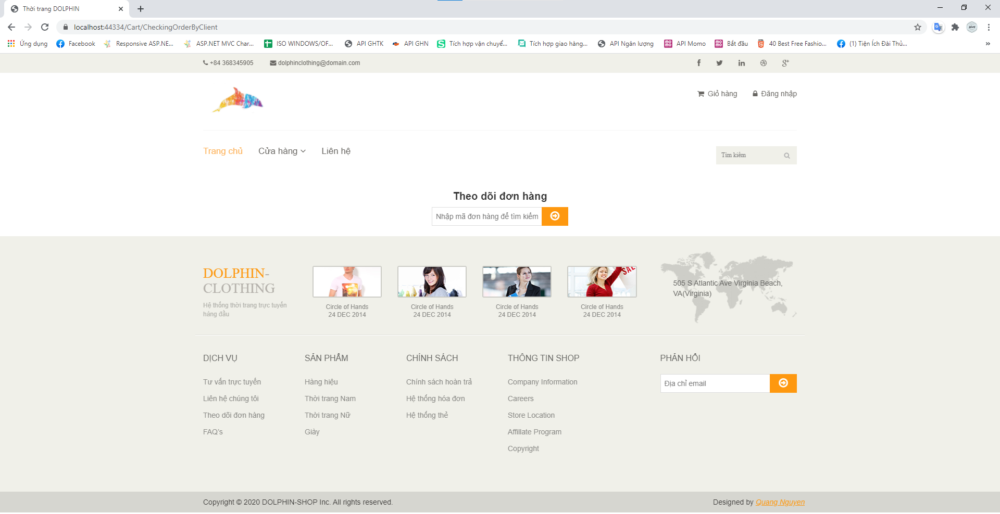 Thời trang DOLPHIN
localhost:44334/Cart/CheckingOrderByClient
Ứng dụng Facebook Responsive ASP.NE... ASP.NET MVC Char... ISO WINDOWS/OF... API GHTK API GHN Tích hợp vận chuyể... Tích hợp giao hàng... API Ngân lượng API Momo Bắt đầu 40 Best Free Fashio... (1) Tiện Ích Đài Thủ... »
+84 368345905 dolphinclothing@domain.com
Giỏ hàng Đăng nhập
Trang chủ Cửa hàng Liên hệ
Tìm kiếm
Theo dõi đơn hàng
Nhập mã đơn hàng để tìm kiếm
DOLPHIN-
CLOTHING
Hệ thống thời trang trực tuyến
hàng đầu
SALE
Circle of Hands
24 DEC 2014
Circle of Hands
24 DEC 2014
Circle of Hands
24 DEC 2014
Circle of Hands
24 DEC 2014
505 S Atlantic Ave Virginia Beach,
VA(Virginia)
DỊCH VỤ
Tư vấn trực tuyến
Liên hệ chúng tôi
Theo dõi đơn hàng
FAQ's
SẢN PHẨM
Hàng hiệu
Thời trang Nam
Thời trang Nữ
Giày
CHÍNH SÁCH
Chính sách hoàn trả
Hệ thống hóa đơn
Hệ thống thẻ
THÔNG TIN SHOP
Company Information
Careers
Store Location
Affillate Program
Copyright
PHẢN HỒI
Địa chỉ email
Copyright © 2020 DOLPHIN-SHOP Inc. All rights reserved.
Designed by Quang Nguyen